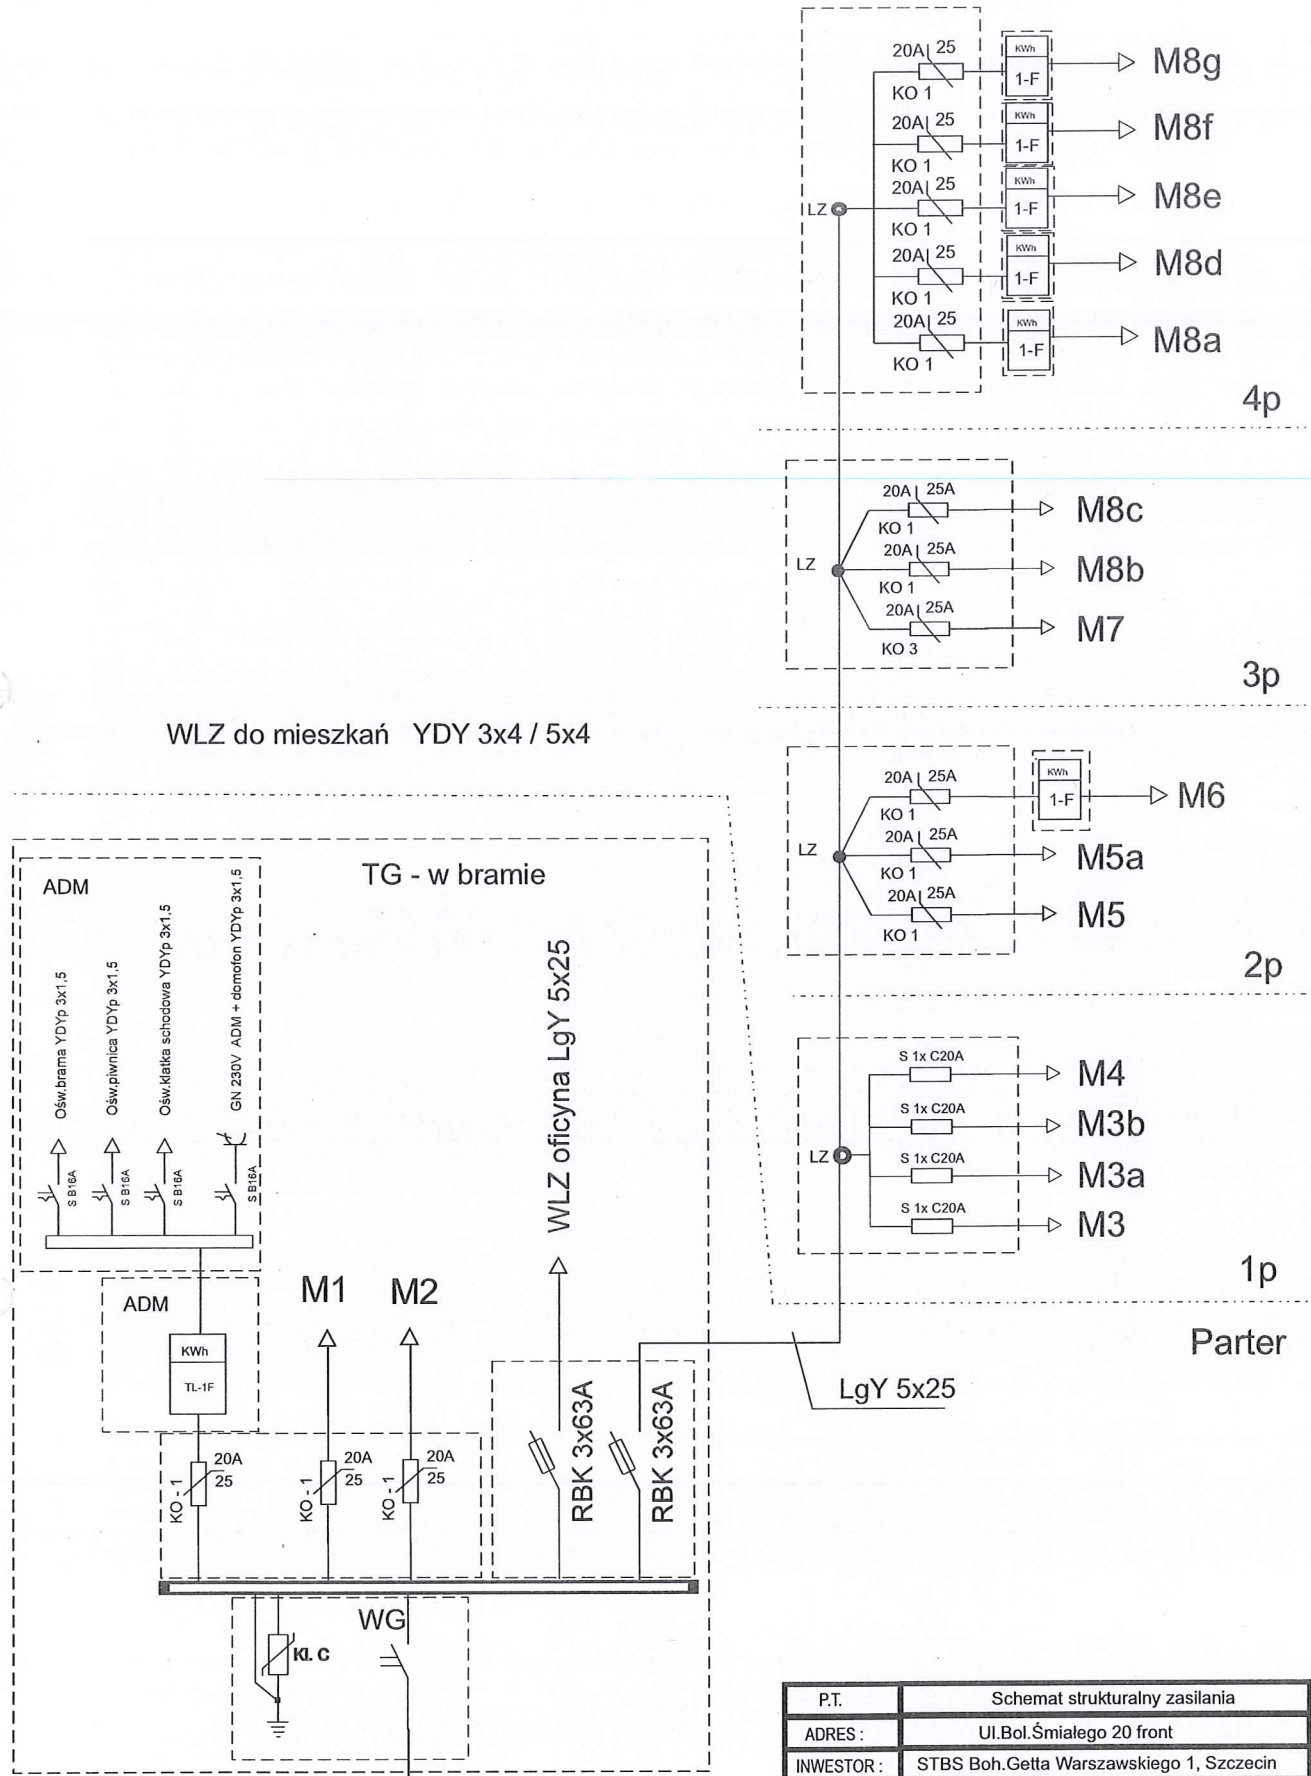 20A 25
KO 1
KWh
1-F
M8g
20A 25
KO 1
KWh
1-F
M8f
20A 25
KO 1
KWh
1-F
M8e
LZ
20A 25
KO 1
KWh
1-F
M8d
20A 25
KO 1
KWh
1-F
M8a
4p
20A 25A
KO 1
M8c
20A 25A
KO 1
M8b
LZ
20A 25A
KO 3
M7
3p
WLZ do mieszkań YDY 3x4 / 5x4
20A 25A
KO 1
KWh
1-F
M6
LZ
20A 25A
KO 1
M5a
20A 25A
KO 1
M5
2p
TG - w bramie
ADM
Ośw.brama YDYp 3x1,5
Ośw.piwnica YDYp 3x1,5
Ośw.klatka schodowa YDYp 3x1,5
GN 230V ADM + domofon YDYp 3x1,5
S B16A
S B16A
S B16A
S B16A
WLZ oficyna LgY 5x25
S 1x C20A
M4
S 1x C20A
M3b
LZ
S 1x C20A
M3a
S 1x C20A
M3
1p
Parter
ADM
KWh
TL-1F
M1
M2
LgY 5x25
KO - 1
20A
25
KO - 1
20A
25
KO - 1
20A
25
RBK 3x63A
RBK 3x63A
WG
Kl. C
P.T.
Schemat strukturalny zasilania
ADRES :
Ul.Bol.Śmiałego 20 front
INWESTOR :
STBS Boh.Getta Warszawskiego 1, Szczecin